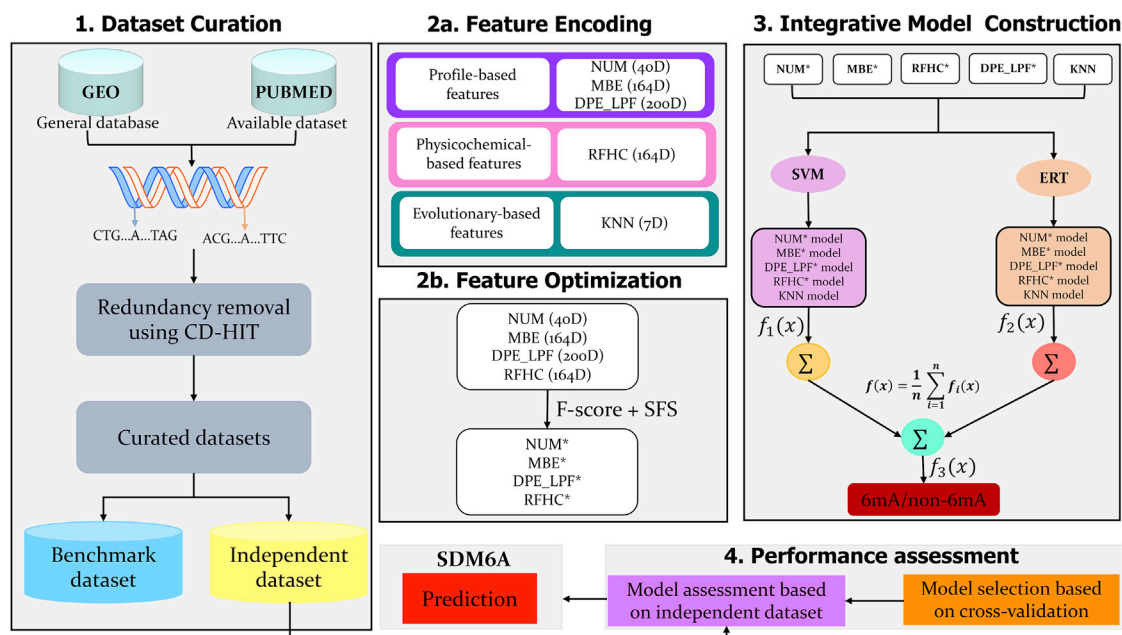 1. Dataset Curation
GEO
PUBMED
General database
Available dataset
CTG...A...TAG
ACG...A...TTC
Redundancy removal
using CD-HIT
Curated datasets
Benchmark
dataset
Independent
dataset
2a. Feature Encoding
Profile-based
features
NUM (40D)
MBE (164D)
DPE_LPF (200D)
Physicochemical-
based features
RFHC (164D)
Evolutionary-based
features
KNN (7D)
2b. Feature Optimization
NUM (40D)
MBE (164D)
DPE_LPF (200D)
RFHC (164D)
F-score + SFS
NUM*
MBE*
DPE_LPF*
RFHC*
3. Integrative Model Construction
NUM*
MBE*
RFHC*
DPE_LPF*
KNN
SVM
ERT
NUM* model
MBE* model
DPE_LPF* model
RFHC* model
KNN model
NUM* model
MBE* model
DPE_LPF* model
RFHC* model
KNN model
f₁(x)
f₂(x)
∑
∑
f(x) = 1/n ∑ᵢ₌₁ⁿ fᵢ(x)
∑
f₃(x)
6mA/non-6mA
SDM6A
Prediction
4. Performance assessment
Model assessment based
on independent dataset
Model selection based
on cross-validation